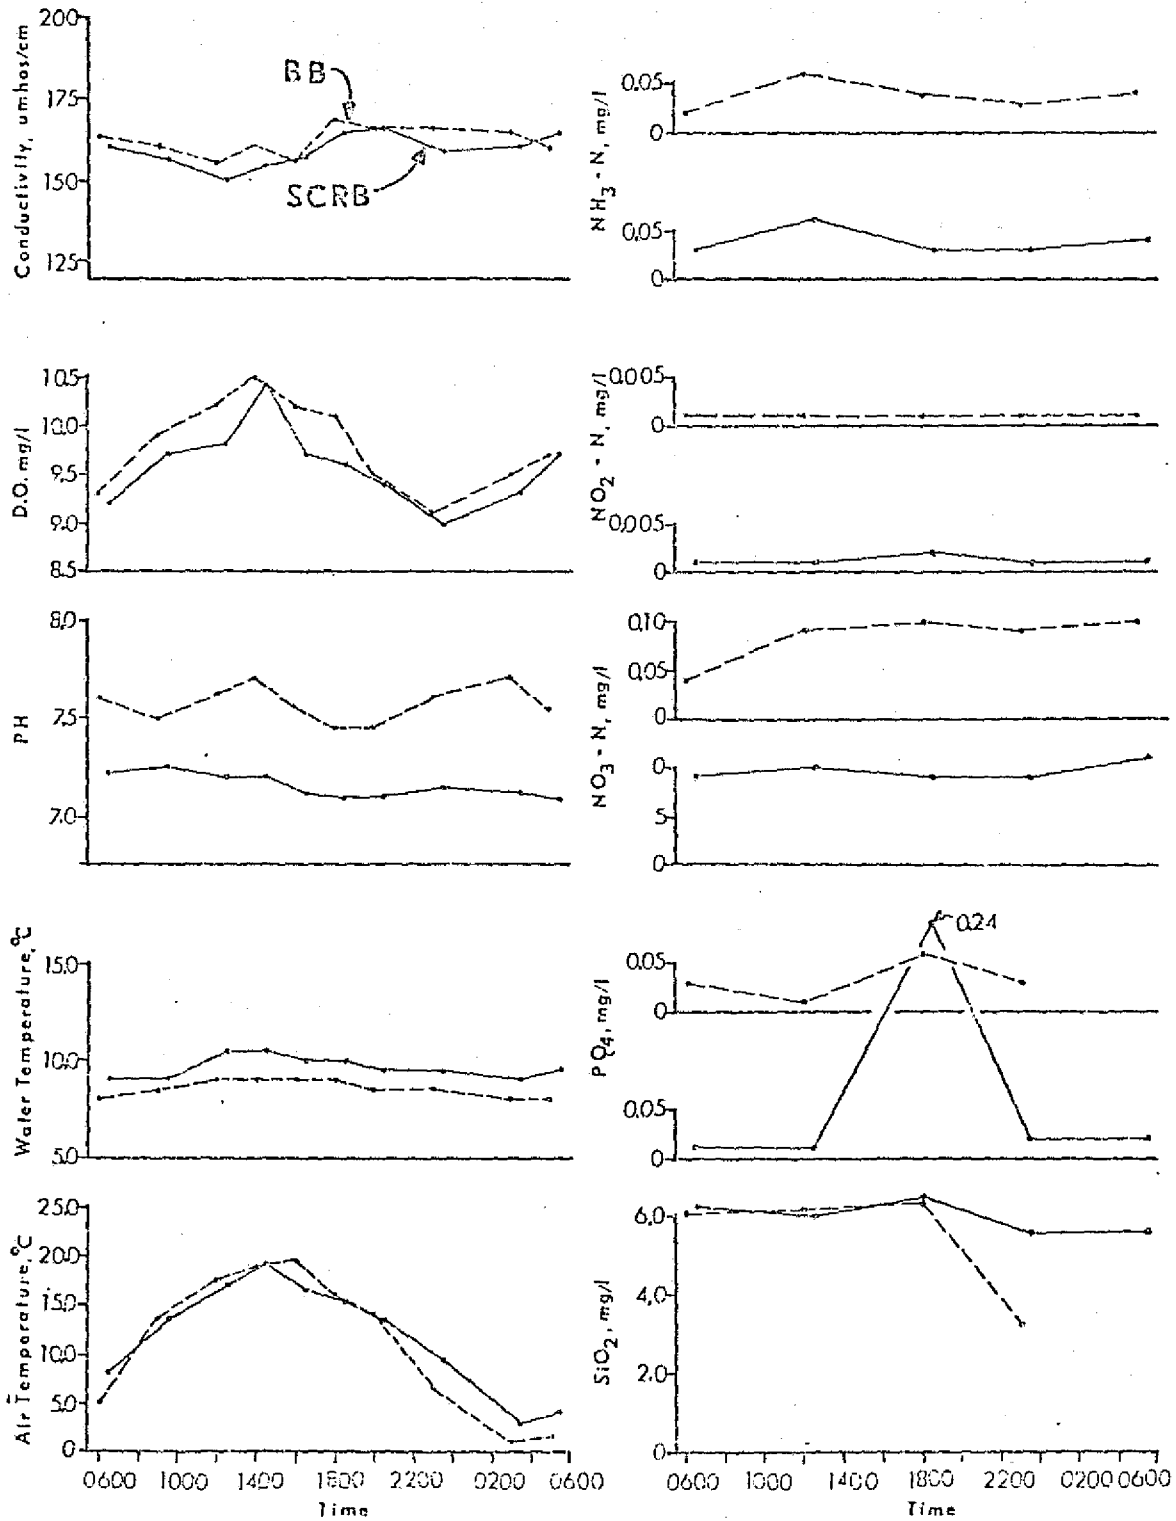 Conductivity, umhos/cm
200
175
150
125
BB
SCRB
D.O. mg/l
10.5
10.0
9.5
9.0
8.5
PH
8.0
7.5
7.0
Water Temperature, °C
15.0
10.0
5.0
Air Temperature, °C
25.0
20.0
15.0
10.0
5.0
0
0600 1000 1400 1800 2200 0200 0600
Time
NH3 - N, mg/l
0.05
0
0.05
0
NO2 - N, mg/l
0.005
0
0.005
0
NO3 - N, mg/l
0.10
0.05
0
0
5
0
PO4, mg/l
0.05
0
0.24
0.05
0
SiO2, mg/l
6.0
4.0
2.0
0
0600 1000 1400 1800 2200 0200 0600
Time